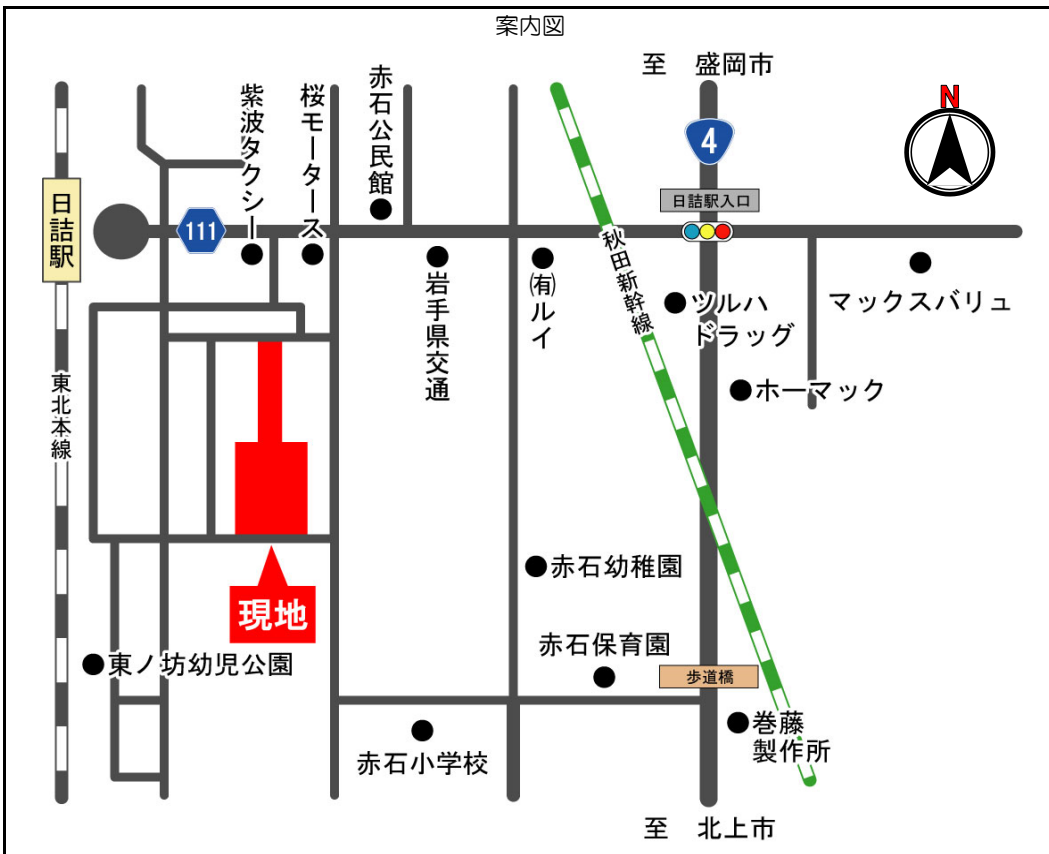 案内図
至　盛岡市
N
4
赤石公民館
桜モータース
紫波タクシー
日詰駅入口
日詰駅
111
秋田新幹線
岩手県交通
㈲ルイ
ツルハ
ドラッグ
マックスバリュ
ホーマック
東北本線
現地
赤石幼稚園
赤石保育園
東ノ坊幼児公園
歩道橋
赤石小学校
巻藤
製作所
至　北上市